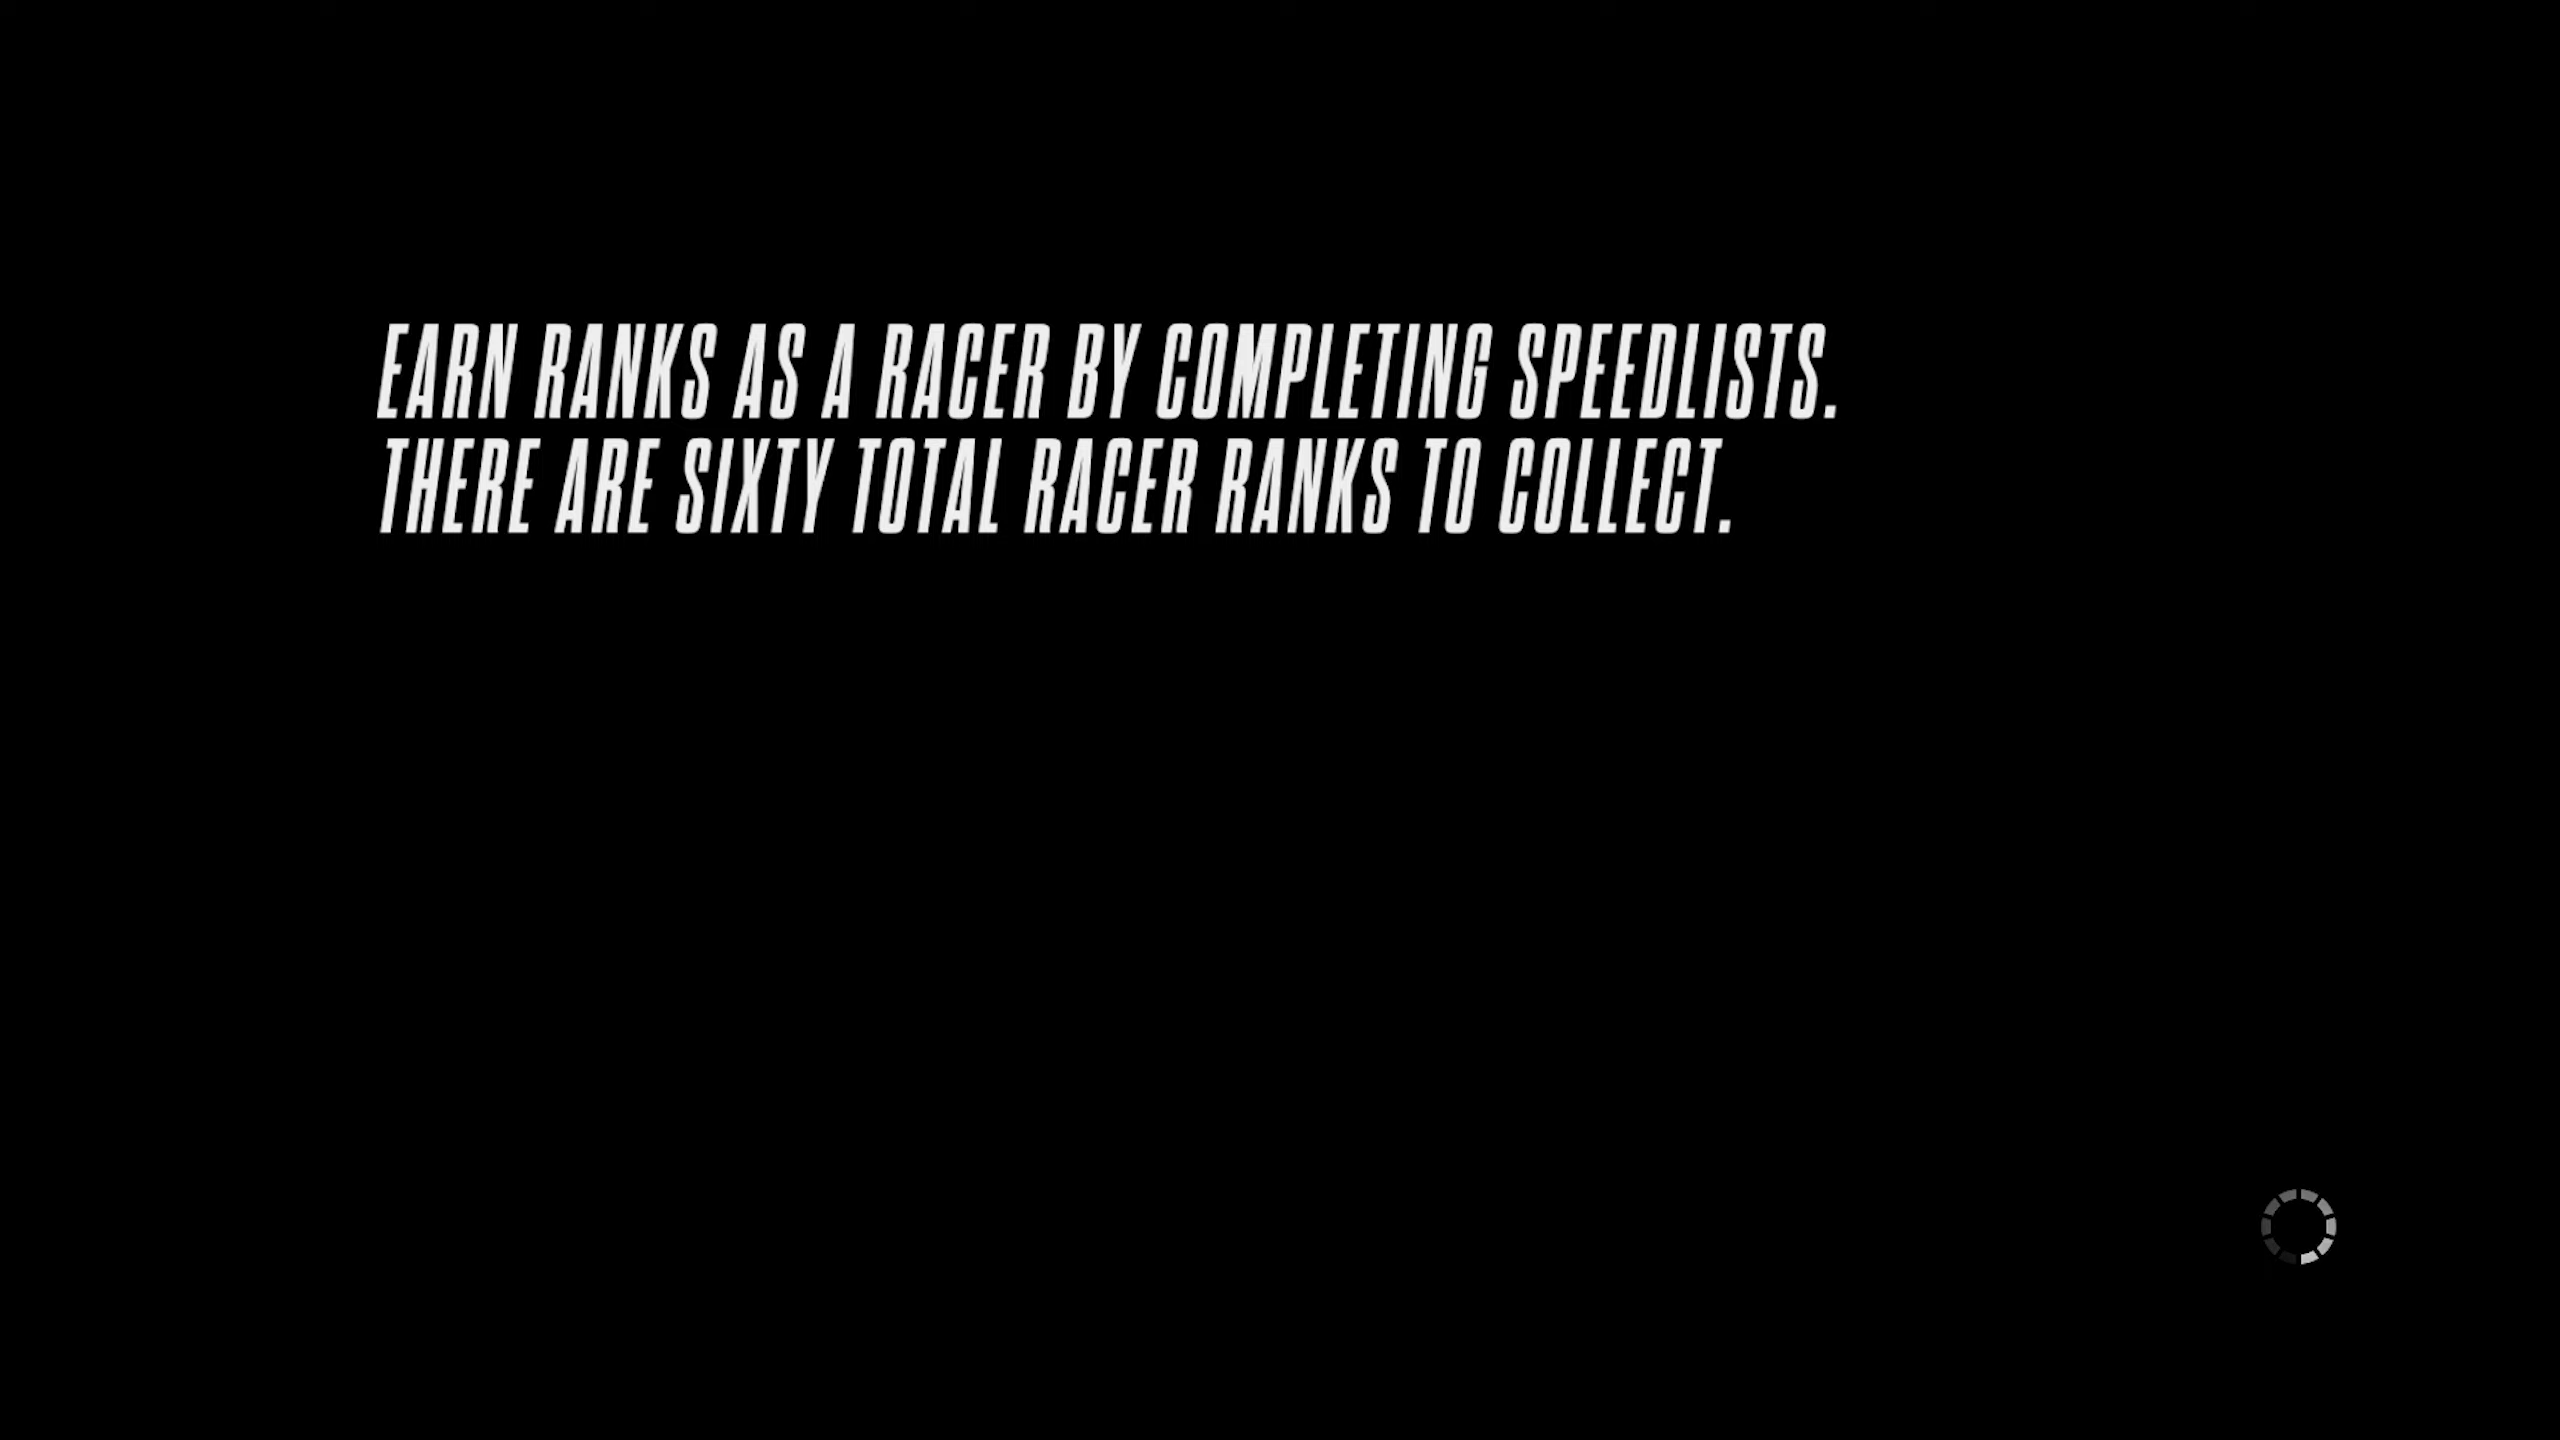 EARN RANKS AS A RACER BY COMPLETING SPEEDLISTS.
THERE ARE SIXTY TOTAL RACER RANKS TO COLLECT.